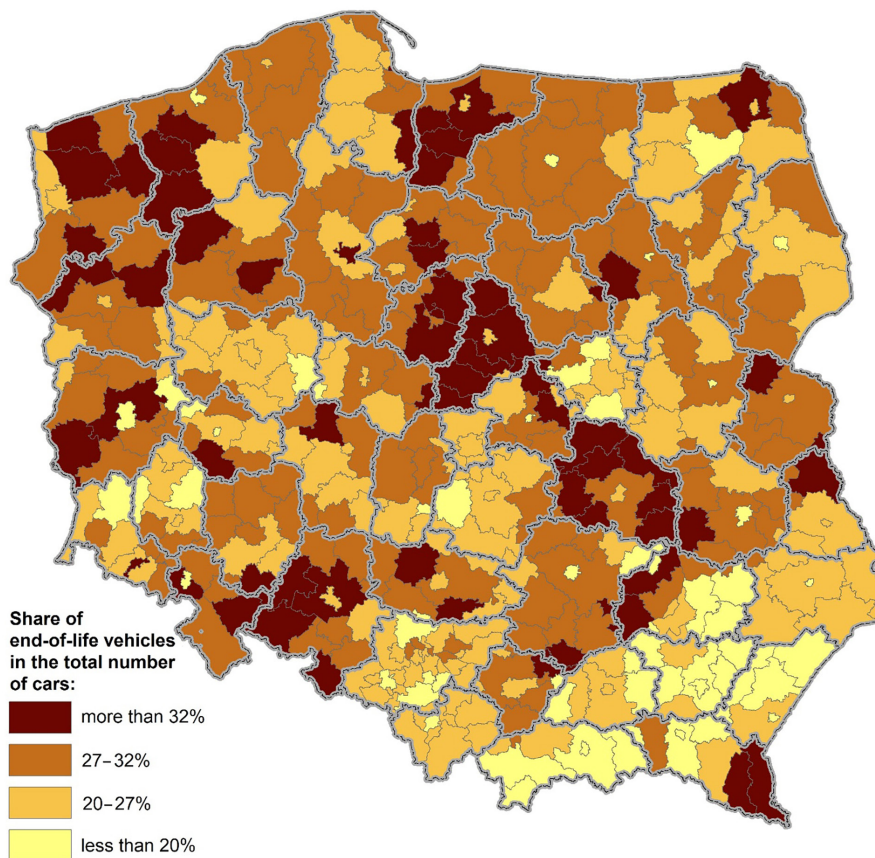 Share of
end-of-life vehicles
in the total number
of cars:
more than 32%
27–32%
20–27%
less than 20%